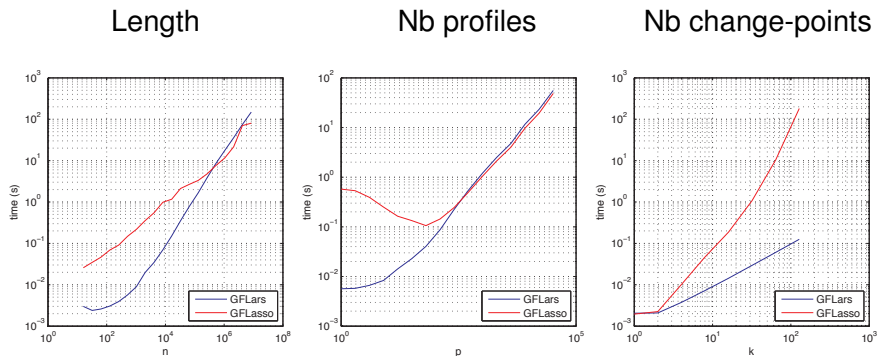 Length
Nb profiles
Nb change-points
time (s)
10^3
10^2
10^1
10^0
10^-1
10^-2
10^-3
10^0
10^2
10^4
10^6
10^8
n
GFLars
GFLasso
time (s)
10^2
10^1
10^0
10^-1
10^-2
10^-3
10^0
10^5
p
GFLars
GFLasso
time (s)
10^3
10^2
10^1
10^0
10^-1
10^-2
10^-3
10^0
10^1
10^2
10^3
k
GFLars
GFLasso